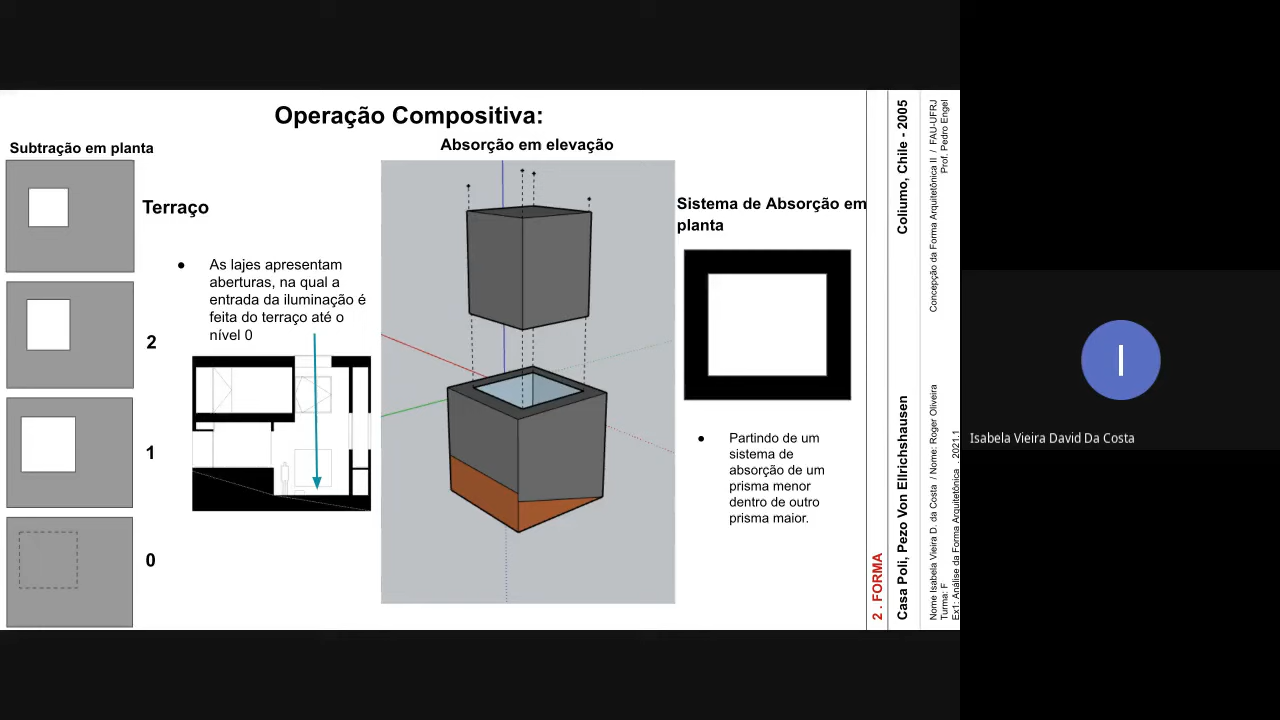 Operação Compositiva:
Subtração em planta
Absorção em elevação
Terraço
Sistema de Absorção em
planta
● As lajes apresentam
aberturas, na qual a
entrada da iluminação é
feita do terraço até o
nível 0
2
1
0
● Partindo de um
sistema de
absorção de um
prisma menor
dentro de outro
prisma maior.
2 . FORMA
Casa Poli, Pezo Von Ellrichshausen
Coliumo, Chile - 2005
Nome Isabela Vieira D. da Costa / Nome: Roger Oliveira
Turma: F
Ex1: Análise da Forma Arquitetônica . 2021.1
Concepção da Forma Arquitetônica II / FAU-UFRJ
Prof. Pedro Engel
I
Isabela Vieira David Da Costa